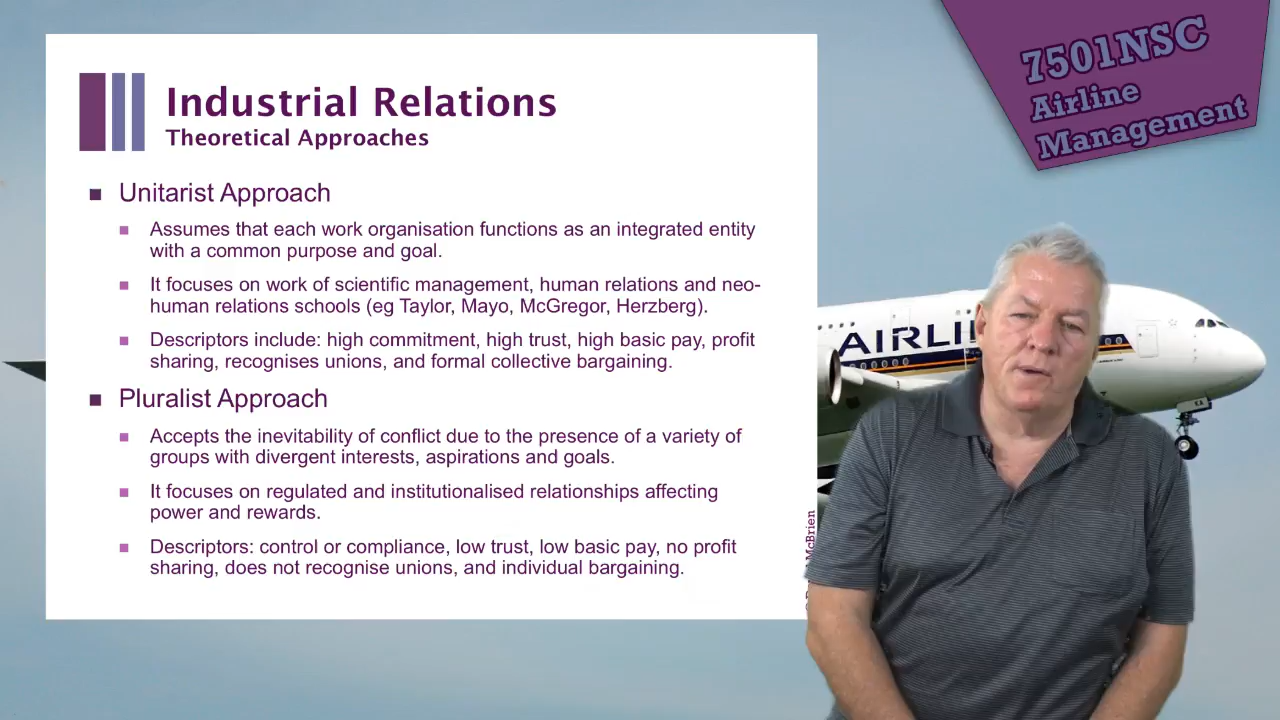 7501NSC
Airline
Management
Industrial Relations
Theoretical Approaches
Unitarist Approach
Assumes that each work organisation functions as an integrated entity
with a common purpose and goal.
It focuses on work of scientific management, human relations and neo-
human relations schools (eg Taylor, Mayo, McGregor, Herzberg).
Descriptors include: high commitment, high trust, high basic pay, profit
sharing, recognises unions, and formal collective bargaining.
Pluralist Approach
Accepts the inevitability of conflict due to the presence of a variety of
groups with divergent interests, aspirations and goals.
It focuses on regulated and institutionalised relationships affecting
power and rewards.
Descriptors: control or compliance, low trust, low basic pay, no profit
sharing, does not recognise unions, and individual bargaining.
McBrien